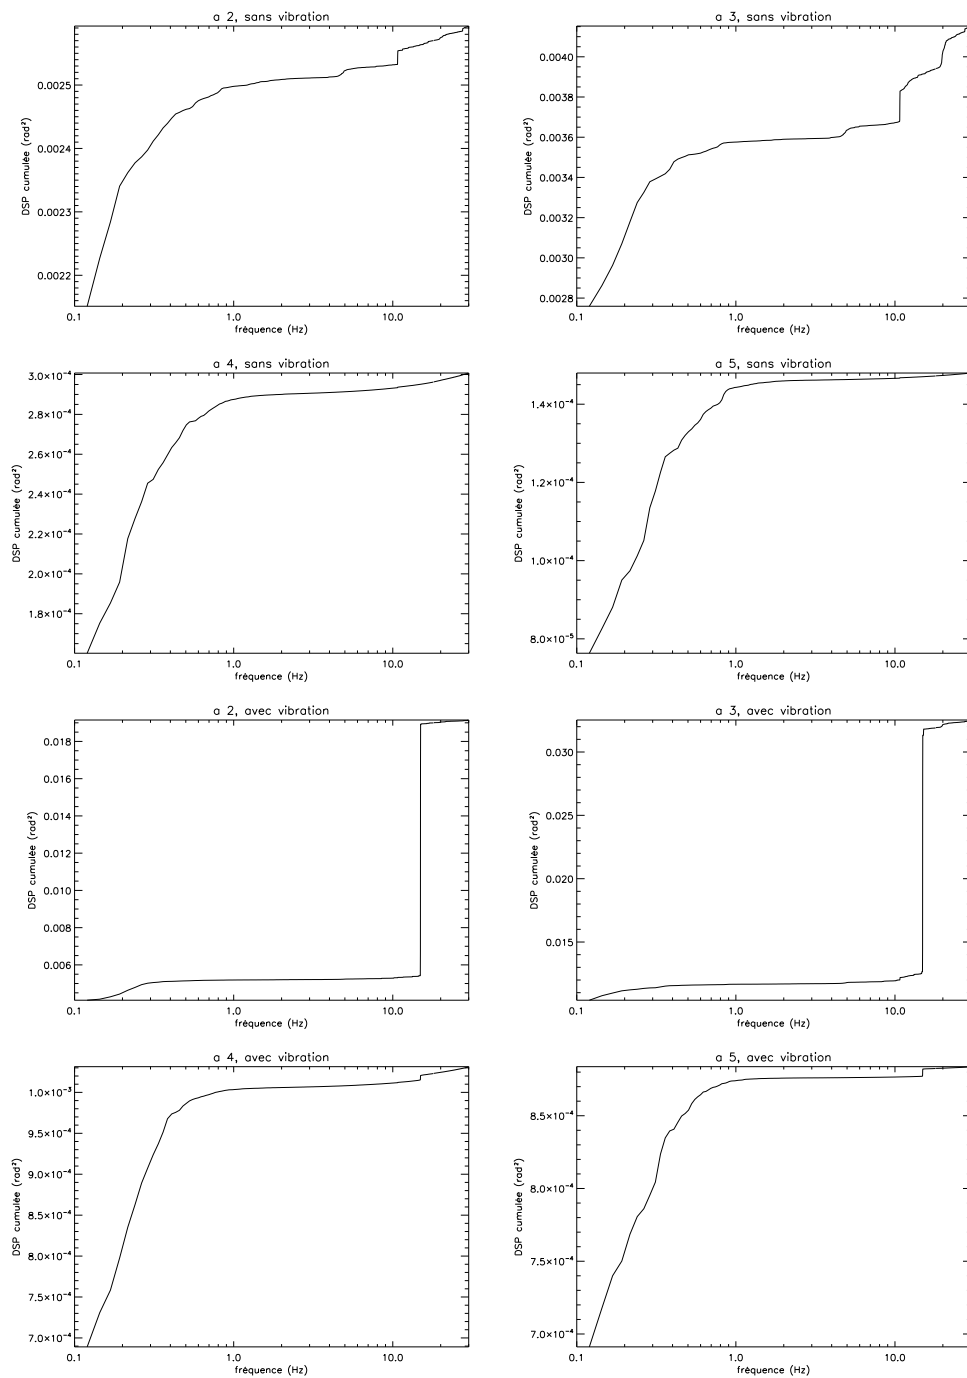 a 2, sans vibration
DSP cumulée (rad²)
0.0025
0.0024
0.0023
0.0022
0.1 1.0 10.0
fréquence (Hz)
a 3, sans vibration
DSP cumulée (rad²)
0.0040
0.0038
0.0036
0.0034
0.0032
0.0030
0.0028
0.1 1.0 10.0
fréquence (Hz)
a 4, sans vibration
DSP cumulée (rad²)
3.0×10⁻⁴
2.8×10⁻⁴
2.6×10⁻⁴
2.4×10⁻⁴
2.2×10⁻⁴
2.0×10⁻⁴
1.8×10⁻⁴
0.1 1.0 10.0
fréquence (Hz)
a 5, sans vibration
DSP cumulée (rad²)
1.4×10⁻⁴
1.2×10⁻⁴
1.0×10⁻⁴
8.0×10⁻⁵
0.1 1.0 10.0
fréquence (Hz)
a 2, avec vibration
DSP cumulée (rad²)
0.018
0.016
0.014
0.012
0.010
0.008
0.006
0.1 1.0 10.0
fréquence (Hz)
a 3, avec vibration
DSP cumulée (rad²)
0.030
0.025
0.020
0.015
0.1 1.0 10.0
fréquence (Hz)
a 4, avec vibration
DSP cumulée (rad²)
1.0×10⁻³
9.5×10⁻⁴
9.0×10⁻⁴
8.5×10⁻⁴
8.0×10⁻⁴
7.5×10⁻⁴
7.0×10⁻⁴
0.1 1.0 10.0
fréquence (Hz)
a 5, avec vibration
DSP cumulée (rad²)
8.5×10⁻⁴
8.0×10⁻⁴
7.5×10⁻⁴
7.0×10⁻⁴
0.1 1.0 10.0
fréquence (Hz)